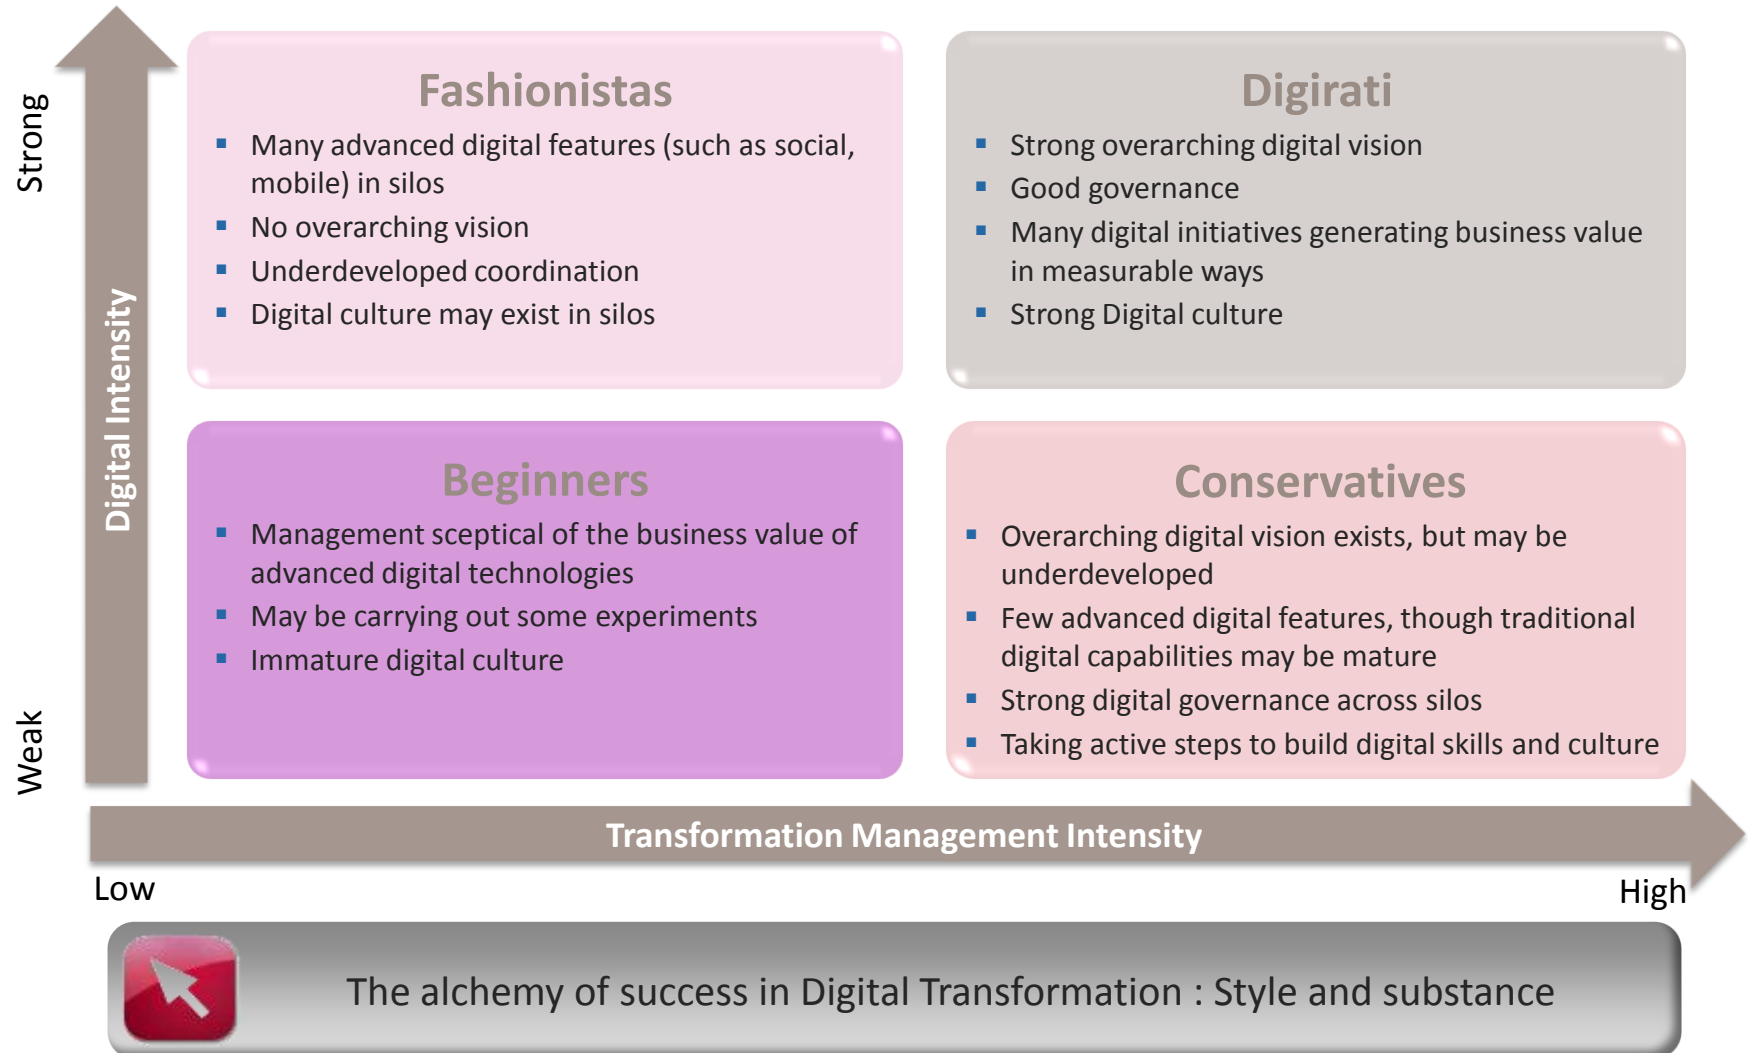 Strong
Digital Intensity
Weak
Fashionistas
▪ Many advanced digital features (such as social,
mobile) in silos
▪ No overarching vision
▪ Underdeveloped coordination
▪ Digital culture may exist in silos
Digirati
▪ Strong overarching digital vision
▪ Good governance
▪ Many digital initiatives generating business value
in measurable ways
▪ Strong Digital culture
Beginners
▪ Management sceptical of the business value of
advanced digital technologies
▪ May be carrying out some experiments
▪ Immature digital culture
Conservatives
▪ Overarching digital vision exists, but may be
underdeveloped
▪ Few advanced digital features, though traditional
digital capabilities may be mature
▪ Strong digital governance across silos
▪ Taking active steps to build digital skills and culture
Transformation Management Intensity
Low
High
The alchemy of success in Digital Transformation : Style and substance